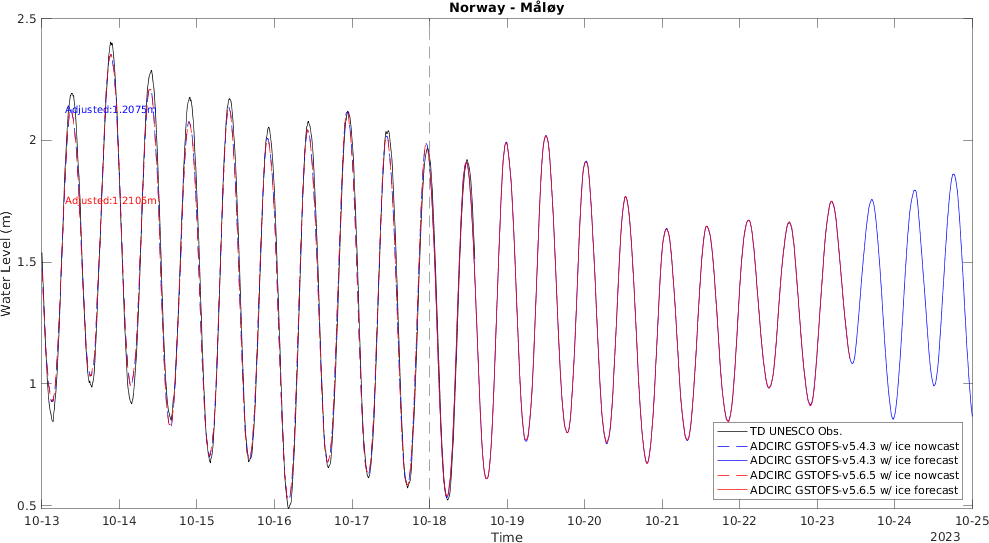 Norway - Måløy
2.5
2
1.5
1
0.5
Water Level (m)
Adjusted:1.2075m
Adjusted:1.2105m
TD UNESCO Obs.
ADCIRC GSTOFS-v5.4.3 w/ ice nowcast
ADCIRC GSTOFS-v5.4.3 w/ ice forecast
ADCIRC GSTOFS-v5.6.5 w/ ice nowcast
ADCIRC GSTOFS-v5.6.5 w/ ice forecast
10-13 10-14 10-15 10-16 10-17 10-18 10-19 10-20 10-21 10-22 10-23 10-24 10-25
Time
2023